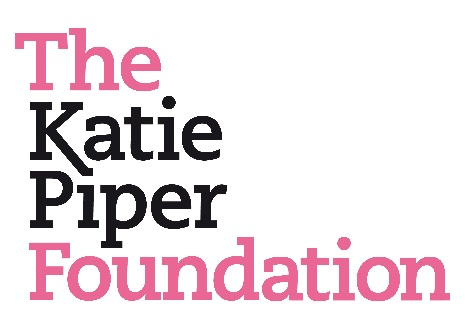 The
Katie
Piper
Foundation